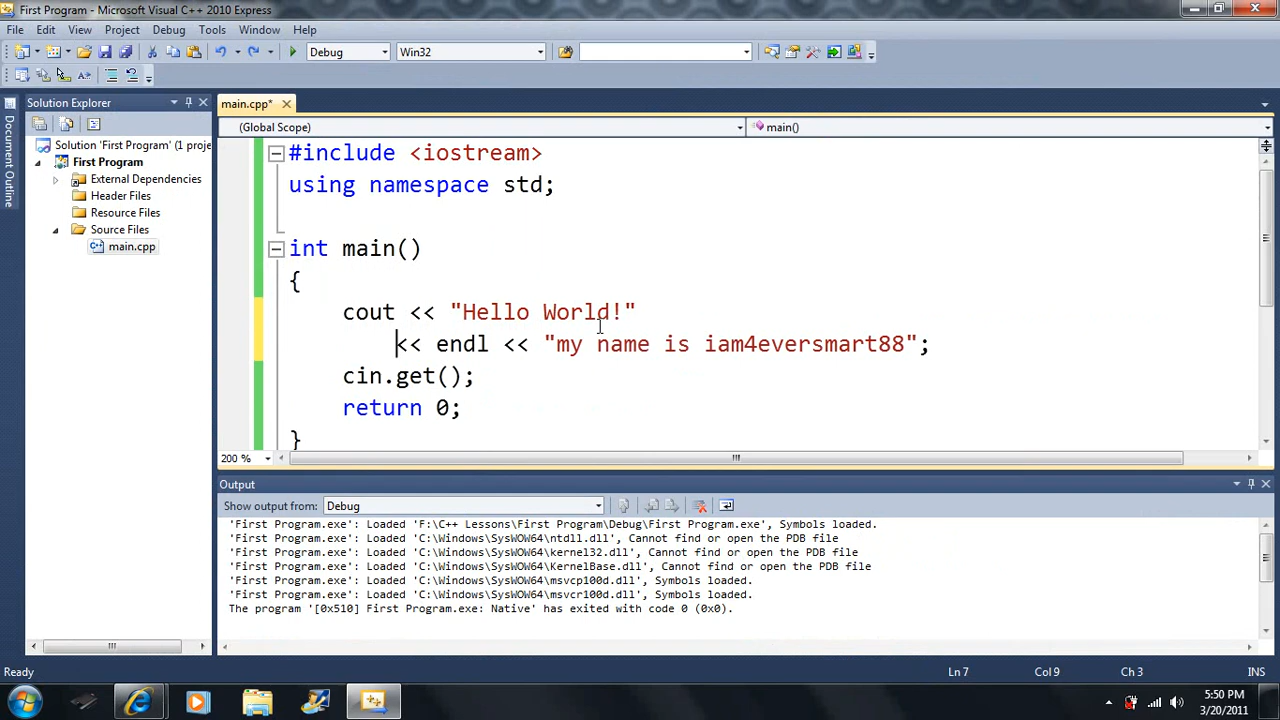 First Program - Microsoft Visual C++ 2010 Express
File Edit View Project Debug Tools Window Help
Debug Win32
Solution Explorer
main.cpp*
Document Outline
(Global Scope) main()
Solution 'First Program' (1 proje
First Program
External Dependencies
Header Files
Resource Files
Source Files
main.cpp
#include <iostream>
using namespace std;
int main()
{
cout << "Hello World!"
<< endl << "my name is iam4eversmart88";
cin.get();
return 0;
}
200 %
Output
Show output from: Debug
'First Program.exe': Loaded 'F:\C++ Lessons\First Program\Debug\First Program.exe', Symbols loaded.
'First Program.exe': Loaded 'C:\Windows\SysWOW64\ntdll.dll', Cannot find or open the PDB file
'First Program.exe': Loaded 'C:\Windows\SysWOW64\kernel32.dll', Cannot find or open the PDB file
'First Program.exe': Loaded 'C:\Windows\SysWOW64\KernelBase.dll', Cannot find or open the PDB file
'First Program.exe': Loaded 'C:\Windows\SysWOW64\msvcp100d.dll', Symbols loaded.
'First Program.exe': Loaded 'C:\Windows\SysWOW64\msvcr100d.dll', Symbols loaded.
The program '[0x510] First Program.exe: Native' has exited with code 0 (0x0).
Ready Ln 7 Col 9 Ch 3 INS
5:50 PM
3/20/2011